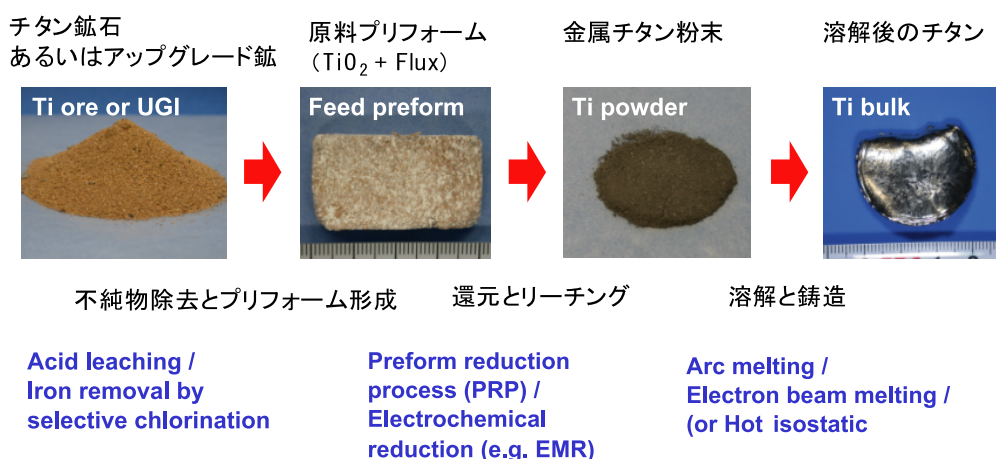 チタン鉱石
あるいはアップグレード鉱
原料プリフォーム
（TiO₂ + Flux）
金属チタン粉末
溶解後のチタン
Ti ore or UGI
Feed preform
Ti powder
Ti bulk
不純物除去とプリフォーム形成
還元とリーチング
溶解と鋳造
Acid leaching /
Iron removal by
selective chlorination
Preform reduction
process (PRP) /
Electrochemical
reduction (e.g. EMR)
Arc melting /
Electron beam melting /
(or Hot isostatic